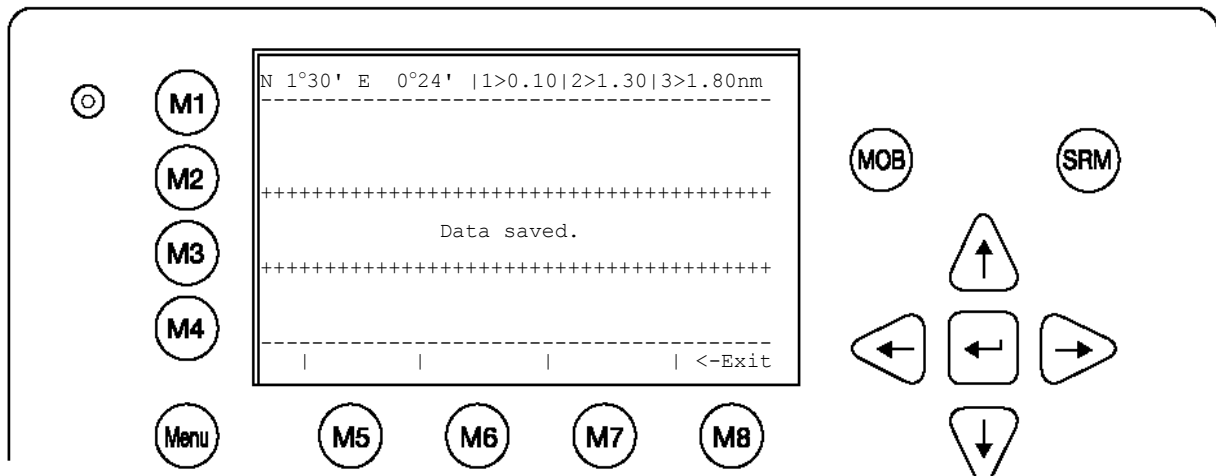 N 1°30' E  0°24' |1>0.10|2>1.30|3>1.80nm
----------------------------------------
++++++++++++++++++++++++++++++++++++++++
Data saved.
++++++++++++++++++++++++++++++++++++++++
----------------------------------------
| | | | <-Exit
M1
M2
M3
M4
Menu
M5 M6 M7 M8
MOB SRM